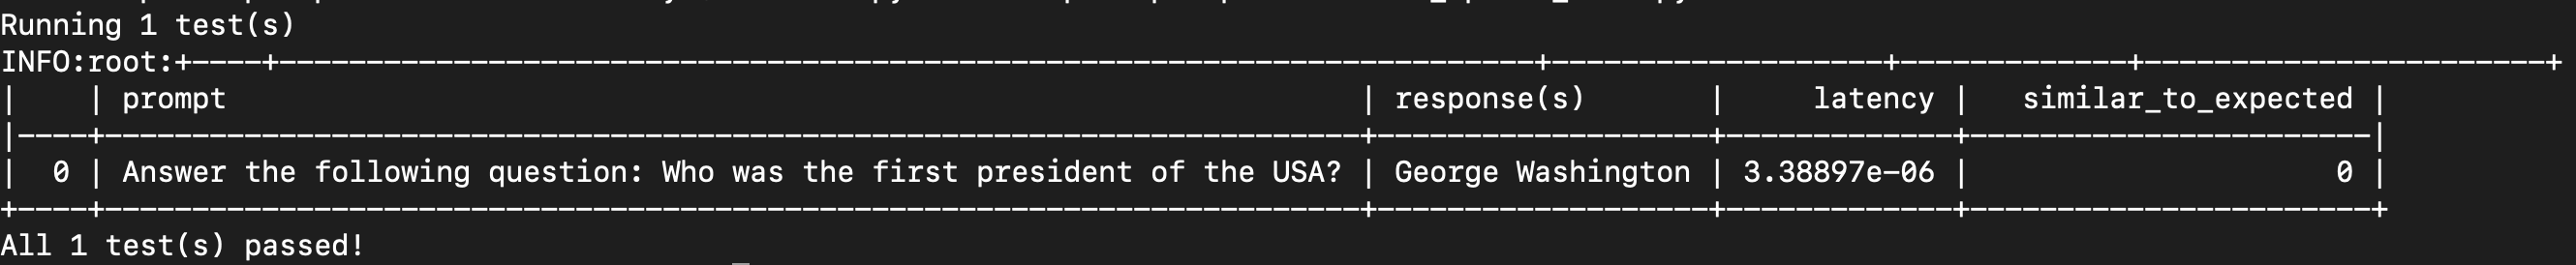 Running 1 test(s)
INFO:root:+----+------------------------------------------------------------------------+-------------------+-------------+-----------------------+
|    | prompt                                                                 | response(s)       |     latency |   similar_to_expected |
|----+------------------------------------------------------------------------+-------------------+-------------+-----------------------|
|  0 | Answer the following question: Who was the first president of the USA? | George Washington | 3.38897e-06 |                     0 |
+----+------------------------------------------------------------------------+-------------------+-------------+-----------------------+
All 1 test(s) passed!